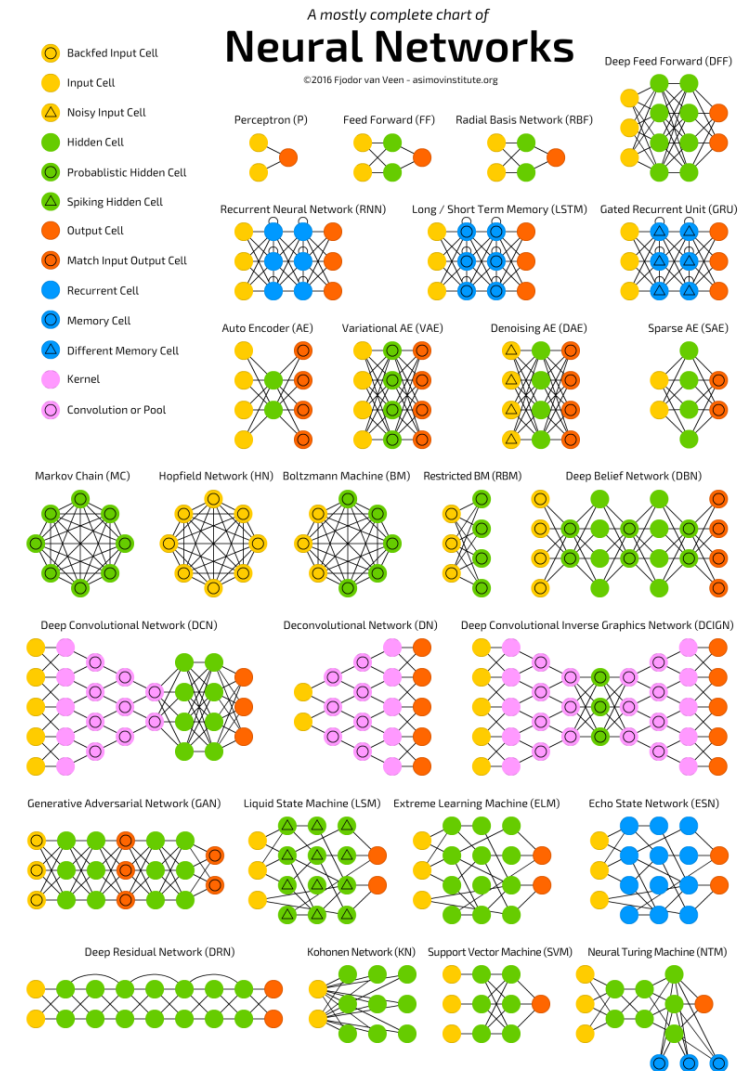 A mostly complete chart of
Neural Networks
©2016 Fjodor van Veen - asimovinstitute.org
Backfed Input Cell
Input Cell
Noisy Input Cell
Hidden Cell
Probablistic Hidden Cell
Spiking Hidden Cell
Output Cell
Match Input Output Cell
Recurrent Cell
Memory Cell
Different Memory Cell
Kernel
Convolution or Pool
Deep Feed Forward (DFF)
Perceptron (P)
Feed Forward (FF)
Radial Basis Network (RBF)
Recurrent Neural Network (RNN)
Long / Short Term Memory (LSTM)
Gated Recurrent Unit (GRU)
Auto Encoder (AE)
Variational AE (VAE)
Denoising AE (DAE)
Sparse AE (SAE)
Markov Chain (MC)
Hopfield Network (HN)
Boltzmann Machine (BM)
Restricted BM (RBM)
Deep Belief Network (DBN)
Deep Convolutional Network (DCN)
Deconvolutional Network (DN)
Deep Convolutional Inverse Graphics Network (DCIGN)
Generative Adversarial Network (GAN)
Liquid State Machine (LSM)
Extreme Learning Machine (ELM)
Echo State Network (ESN)
Deep Residual Network (DRN)
Kohonen Network (KN)
Support Vector Machine (SVM)
Neural Turing Machine (NTM)